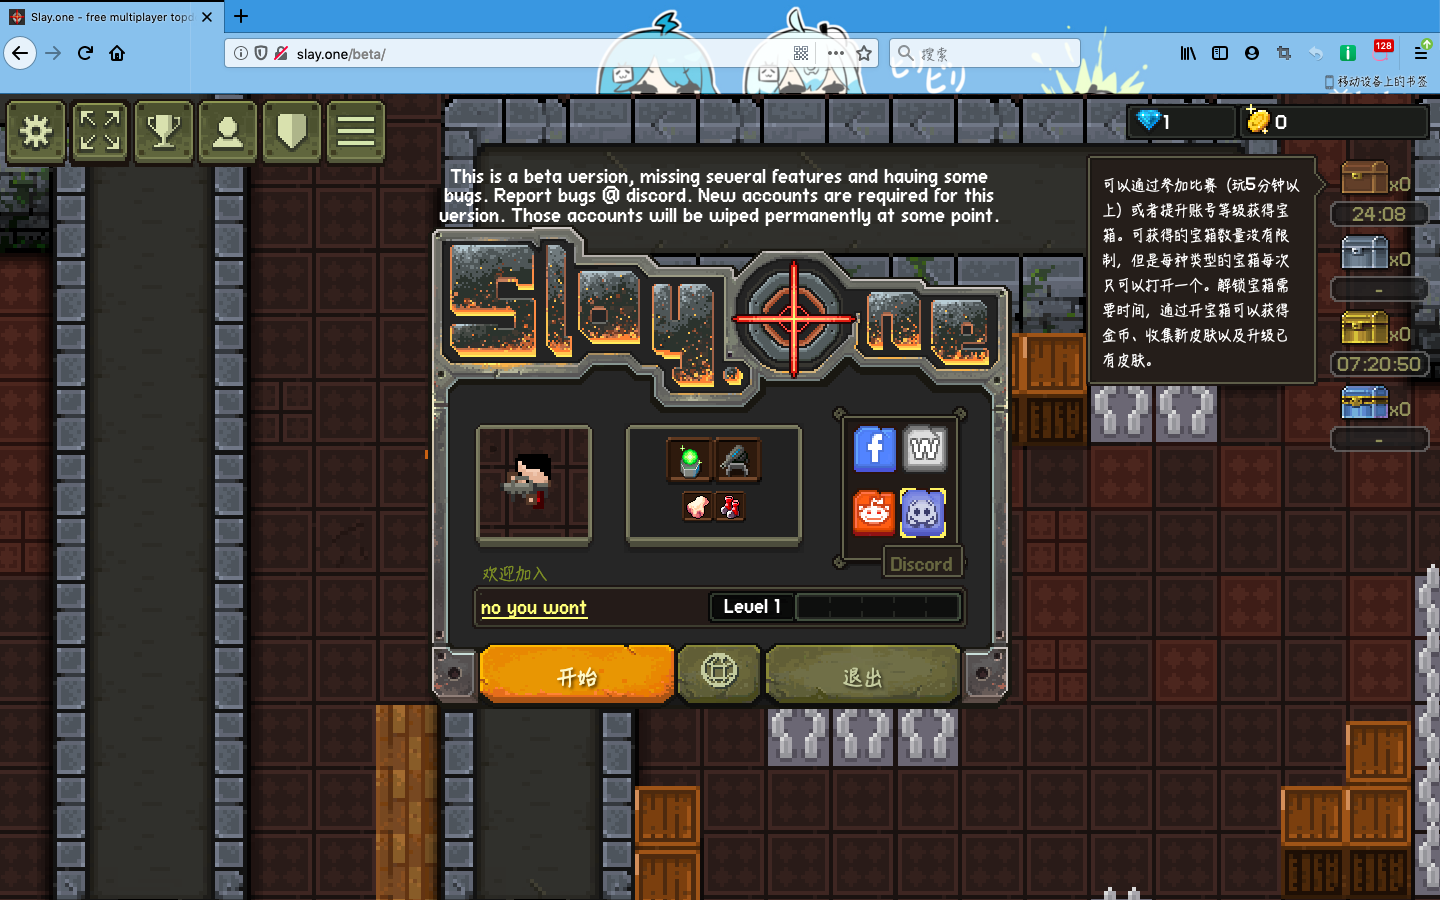 Slay.one - free multiplayer topd
slay.one/beta/
搜索
128
移动设备上的书签
1
0
This is a beta version, missing several features and having some
bugs. Report bugs @ discord. New accounts are required for this
version. Those accounts will be wiped permanently at some point.
Slay.one
可以通过参加比赛（玩5分钟以
上）或者提升账号等级获得宝
箱。可获得的宝箱数量没有限
制，但是每种类型的宝箱每次
只可以打开一个。解锁宝箱需
要时间，通过开宝箱可以获得
金币、收集新皮肤以及升级已
有皮肤。
x0
24:08
x0
-
x0
07:20:50
x0
-
f
W
Discord
欢迎加入
no you wont
Level 1
开始
退出